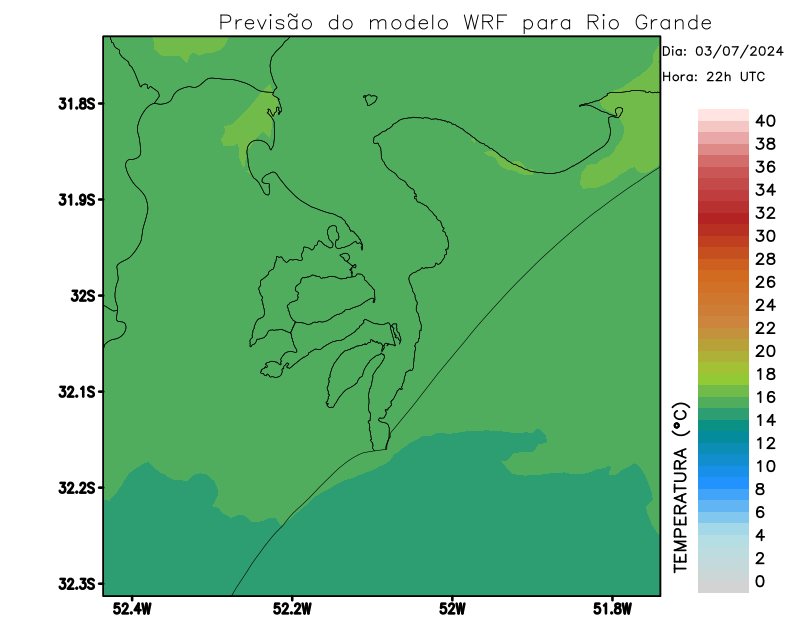 Previsão do modelo WRF para Rio Grande
Dia: 03/07/2024
Hora: 22h UTC
31.8S
31.9S
32S
32.1S
32.2S
32.3S
52.4W
52.2W
52W
51.8W
TEMPERATURA (°C)
40
38
36
34
32
30
28
26
24
22
20
18
16
14
12
10
8
6
4
2
0